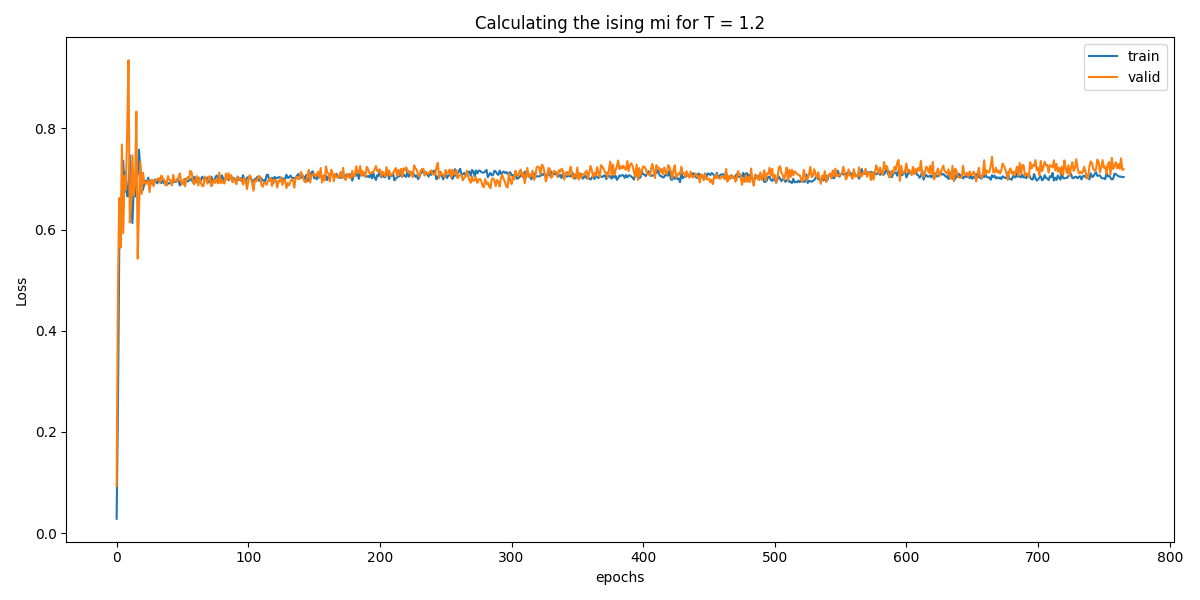 Calculating the ising mi for T = 1.2
train
valid
Loss
0.8
0.6
0.4
0.2
0.0
0 100 200 300 400 500 600 700 800
epochs